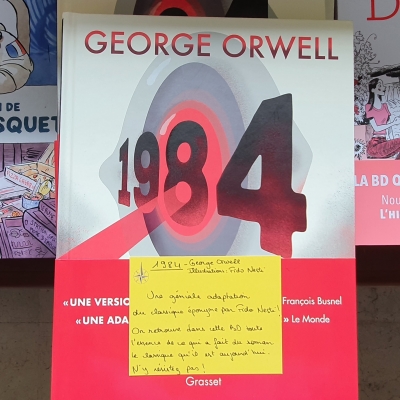 GEORGE ORWELL
1984
DE
SQUET
LA BD
Nou
L'HI
« UNE VERSIO
François Busnel
« UNE ADA
» Le Monde
1984 - George Orwell
Illustrations : Fido Nesti
Une géniale adaptation
du classique éponyme par Fido Nesti !
On retrouve dans cette BD toute
l'essence de ce qui a fait du roman
le classique qu'il est aujourd'hui.
N'y résistez pas !
Grasset